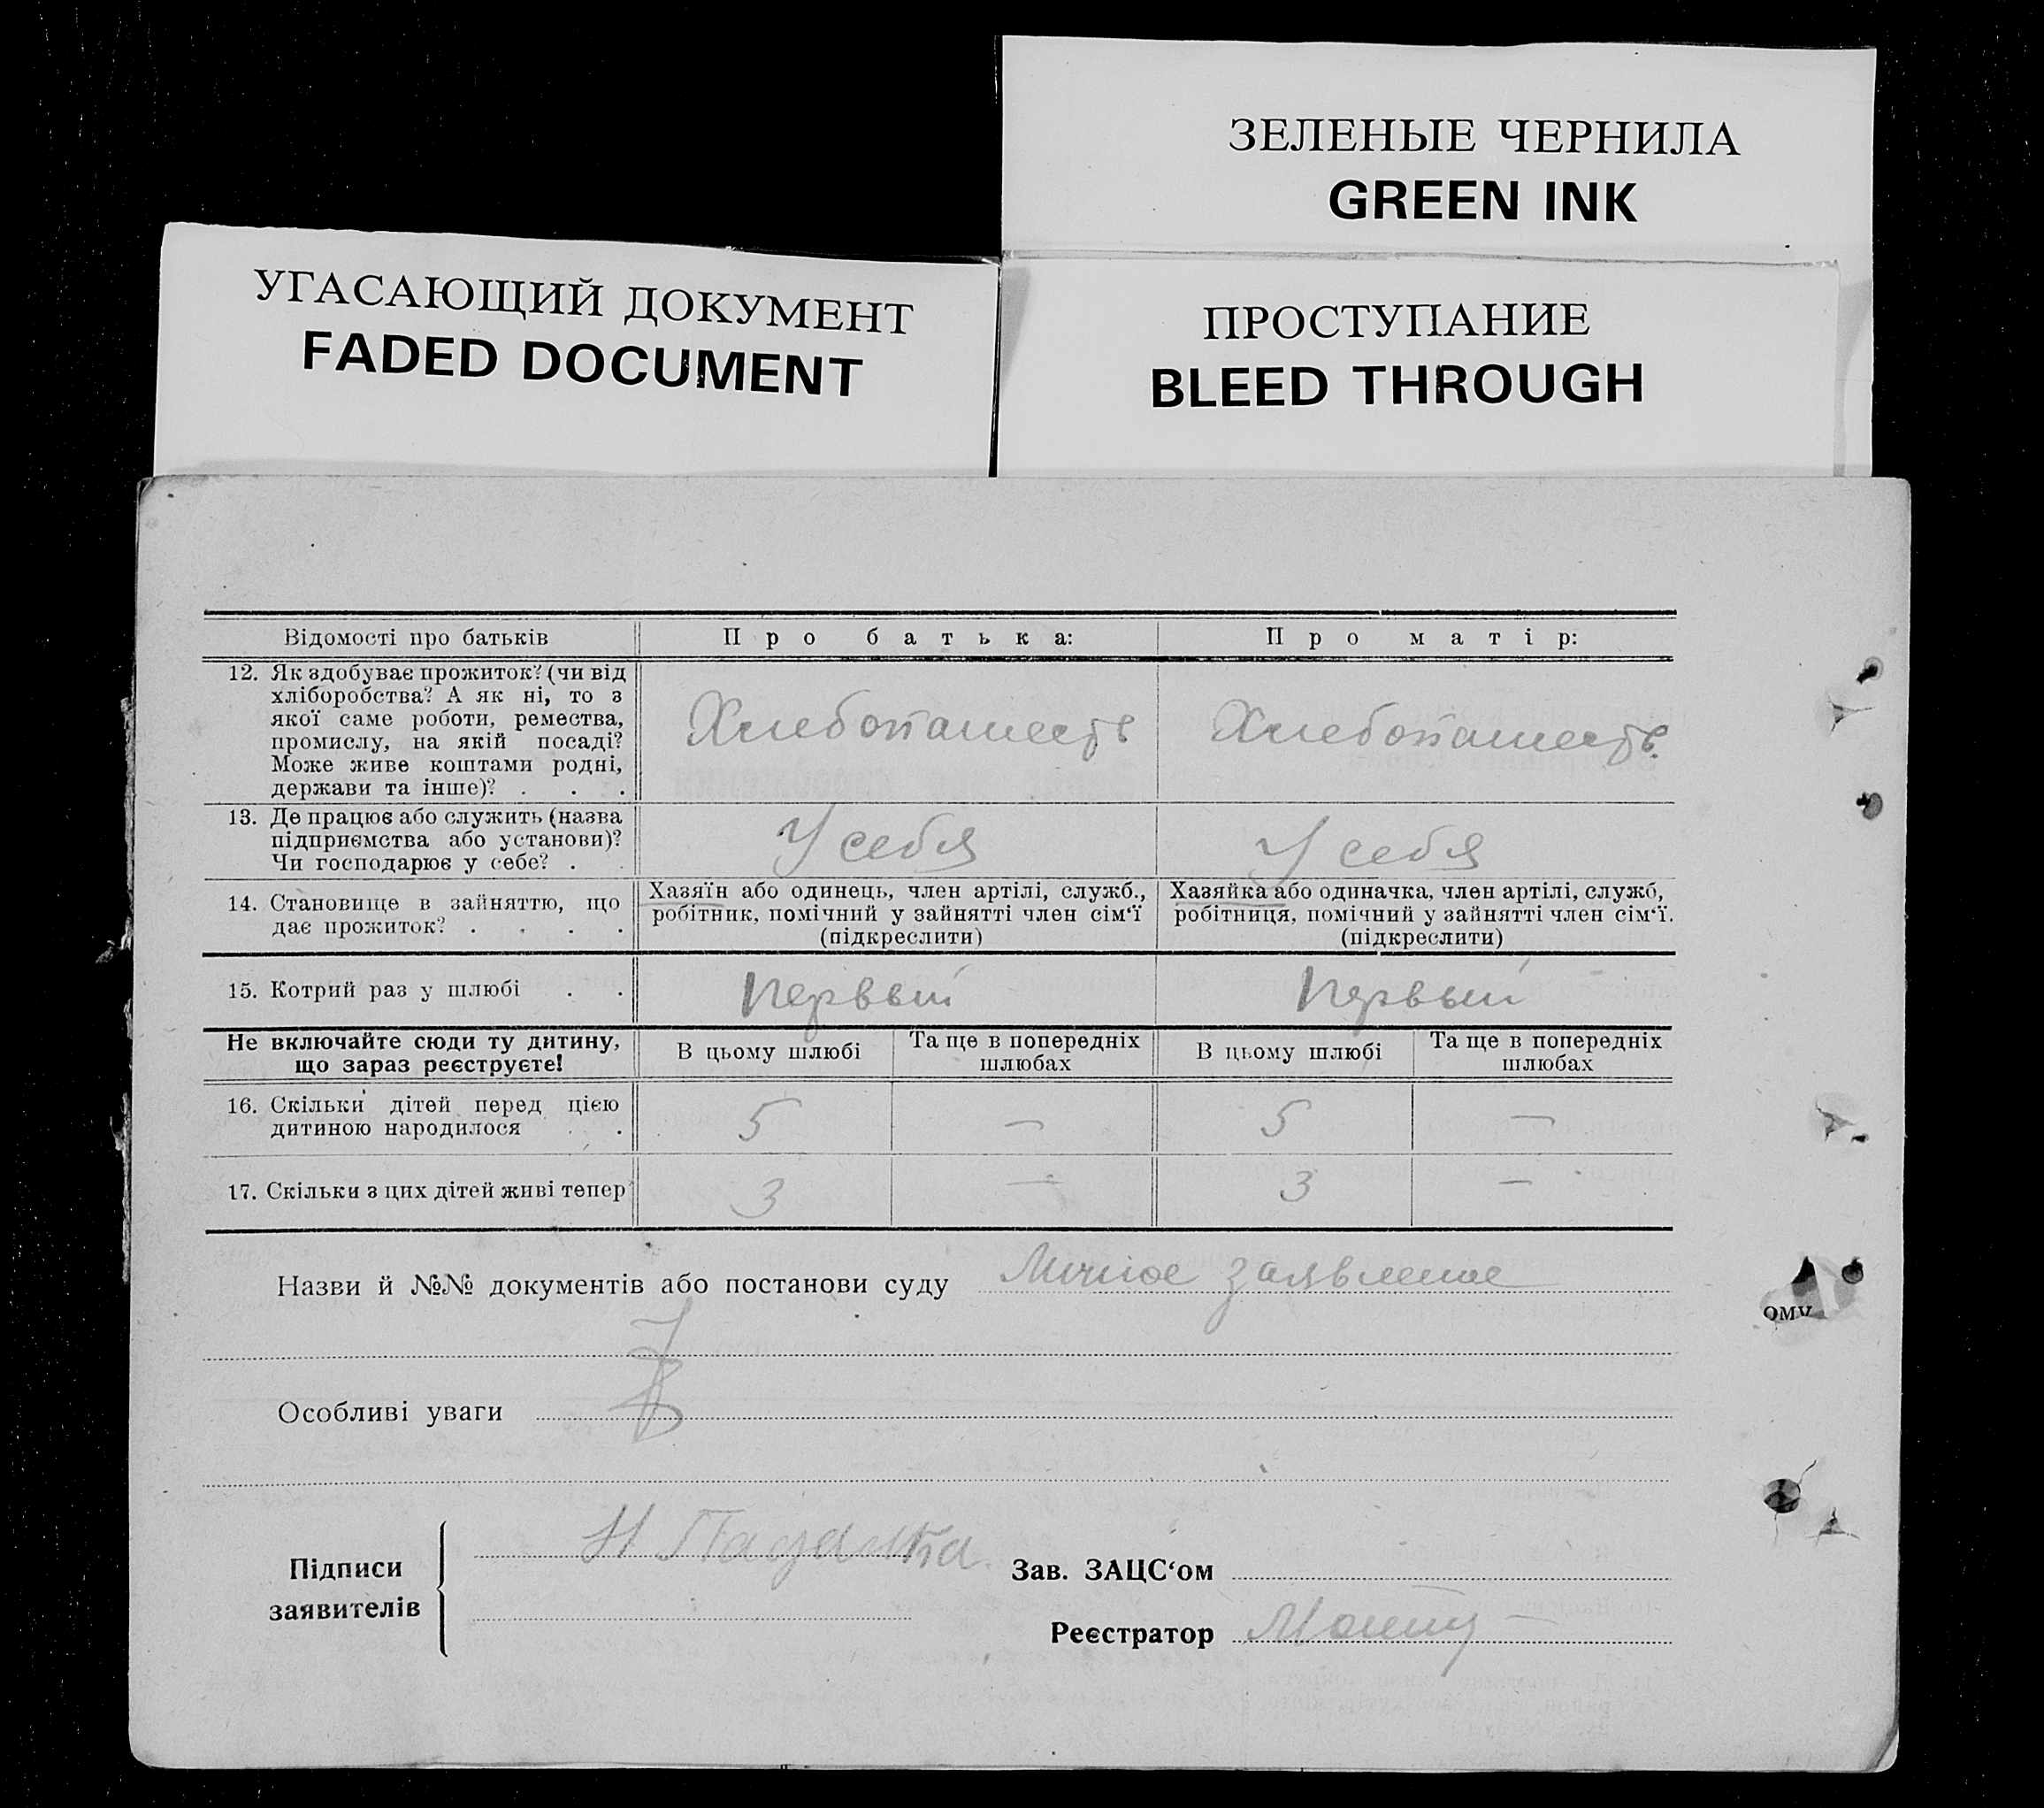 ЗЕЛЕНЫЕ ЧЕРНИЛА
GREEN INK
УГАСАЮЩИЙ ДОКУМЕНТ
FADED DOCUMENT
ПРОСТУПАНИЕ
BLEED THROUGH
Відомості про батьків
Про батька:
Про матір:
12. Як здобуває прожиток? (чи від
хліборобства? А як ні, то з
якої саме роботи, ремества,
промислу, на якій посаді?
Може живе коштами родні,
держави та інше)? . . .
Хлебопашеств
Хлебопашеств.
13. Де працює або служить (назва
підприємства або установи)?
Чи господарює у себе? . .
У себя
У себя
14. Становище в зайняттю, що
дає прожиток? . . . .
Хазяїн або одинець, член артілі, служб.,
робітник, помічний у зайнятті член сім‘ї
(підкреслити)
Хазяйка або одиначка, член артілі, служб,
робітниця, помічний у зайнятті член сім‘ї.
(підкреслити)
15. Котрий раз у шлюбі . .
Первый
Первый
Не включайте сюди ту дитину,
що зараз реєструєте!
В цьому шлюбі
Та ще в попередніх
шлюбах
В цьому шлюбі
Та ще в попередніх
шлюбах
16. Скільки дітей перед цією
дитиною народилося . .
5
—
5
—
17. Скільки з цих дітей живі тепер
3
—
3
—
Назви й №№ документів або постанови суду Личное заявление
ому
Особливі уваги
Підписи
заявителів
Н Падалка
Зав. ЗАЦС‘ом
Реєстратор